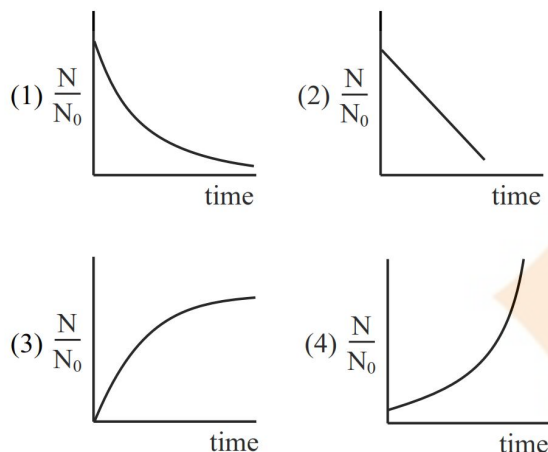 (1) N/N₀ (2) N/N₀
time time
(3) N/N₀ (4) N/N₀
time time